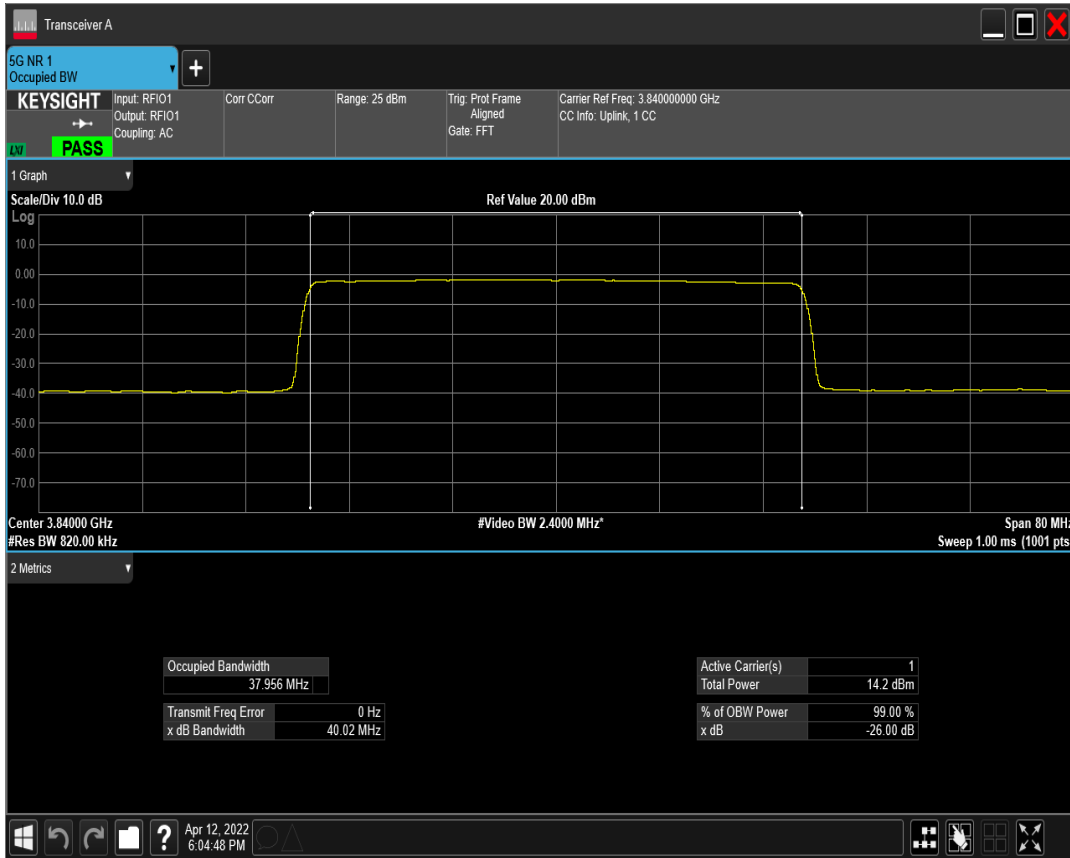 Transceiver A
5G NR 1
Occupied BW
KEYSIGHT
LXI
PASS
Input: RFIO1
Output: RFIO1
Coupling: AC
Corr CCorr
Range: 25 dBm
Trig: Prot Frame
Aligned
Gate: FFT
Carrier Ref Freq: 3.840000000 GHz
CC Info: Uplink, 1 CC
1 Graph
Scale/Div 10.0 dB
Ref Value 20.00 dBm
Log
10.0
0.00
-10.0
-20.0
-30.0
-40.0
-50.0
-60.0
-70.0
Center 3.84000 GHz
#Video BW 2.4000 MHz*
Span 80 MHz
#Res BW 820.00 kHz
Sweep 1.00 ms (1001 pts
2 Metrics
Occupied Bandwidth
37.956 MHz
Transmit Freq Error 0 Hz
x dB Bandwidth 40.02 MHz
Active Carrier(s) 1
Total Power 14.2 dBm
% of OBW Power 99.00 %
x dB -26.00 dB
?
Apr 12, 2022
6:04:48 PM